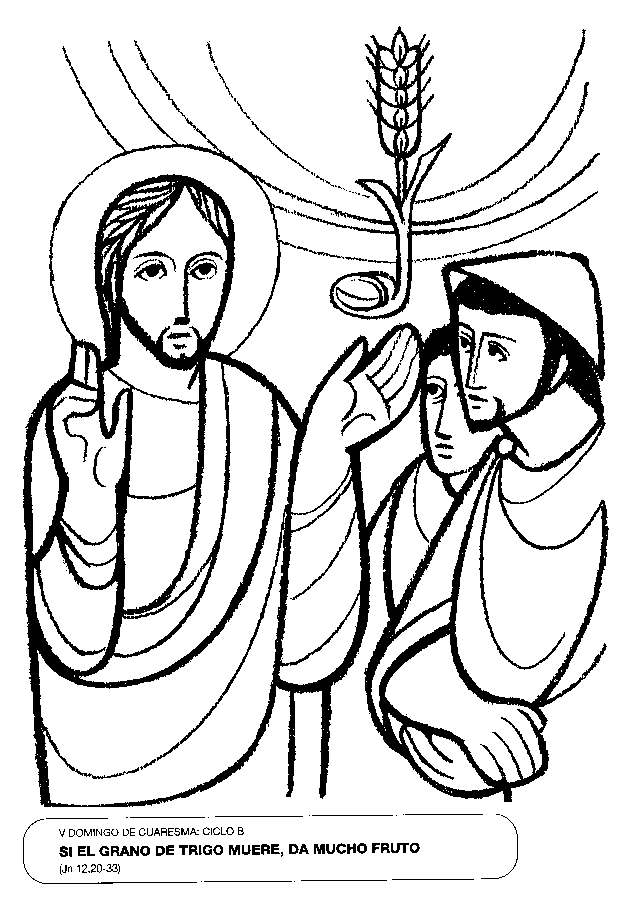 V DOMINGO DE CUARESMA: CICLO B
SI EL GRANO DE TRIGO MUERE, DA MUCHO FRUTO
(Jn 12,20-33)